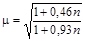 μ = √((1 + 0,46n)/(1 + 0,93n))